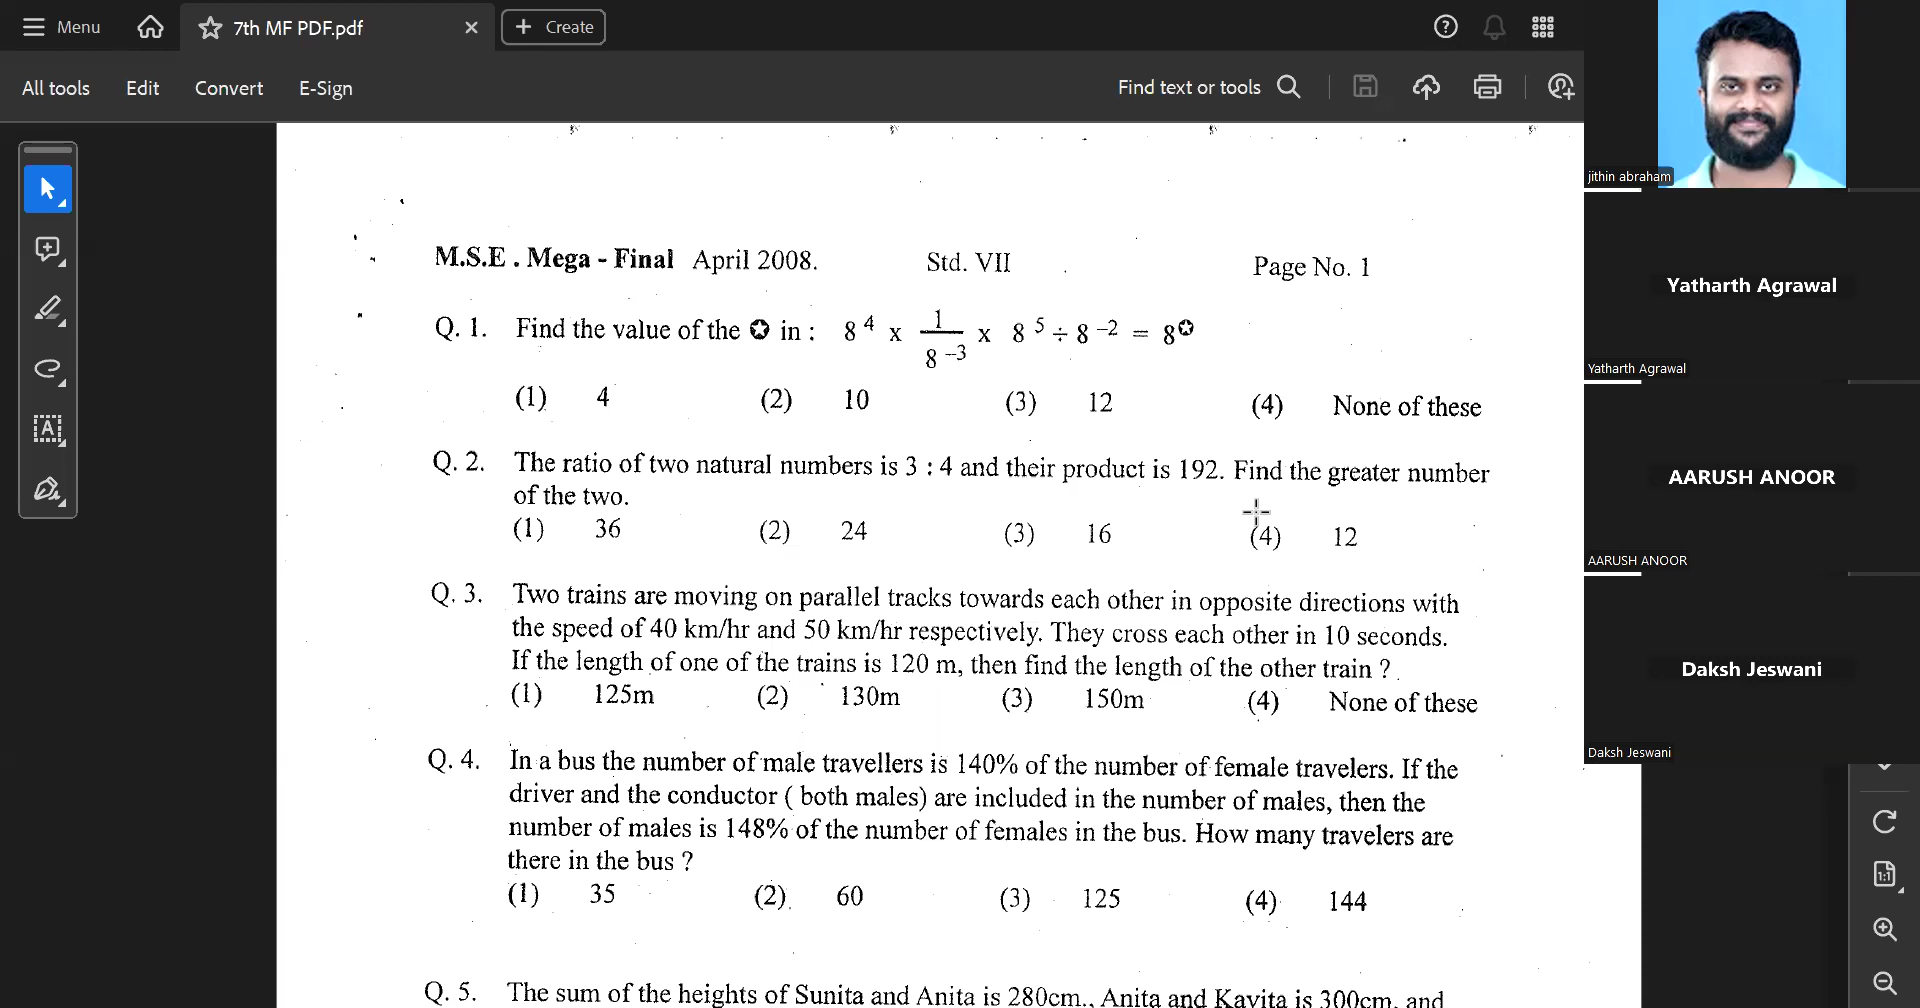 Menu
7th MF PDF.pdf
Create
All tools Edit Convert E-Sign
Find text or tools
M.S.E . Mega - Final April 2008. Std. VII Page No. 1
Q. 1. Find the value of the ✪ in : 8 ⁴ x 1/8 ⁻³ x 8 ⁵ ÷ 8 ⁻² = 8✪
(1) 4 (2) 10 (3) 12 (4) None of these
Q. 2. The ratio of two natural numbers is 3 : 4 and their product is 192. Find the greater number
of the two.
(1) 36 (2) 24 (3) 16 (4) 12
Q. 3. Two trains are moving on parallel tracks towards each other in opposite directions with
the speed of 40 km/hr and 50 km/hr respectively. They cross each other in 10 seconds.
If the length of one of the trains is 120 m, then find the length of the other train ?
(1) 125m (2) 130m (3) 150m (4) None of these
Q. 4. In a bus the number of male travellers is 140% of the number of female travelers. If the
driver and the conductor ( both males) are included in the number of males, then the
number of males is 148% of the number of females in the bus. How many travelers are
there in the bus ?
(1) 35 (2) 60 (3) 125 (4) 144
Q. 5. The sum of the heights of Sunita and Anita is 280cm., Anita and Kavita is 300cm. and
jithin abraham
Yatharth Agrawal
Yatharth Agrawal
AARUSH ANOOR
AARUSH ANOOR
Daksh Jeswani
Daksh Jeswani
1:1